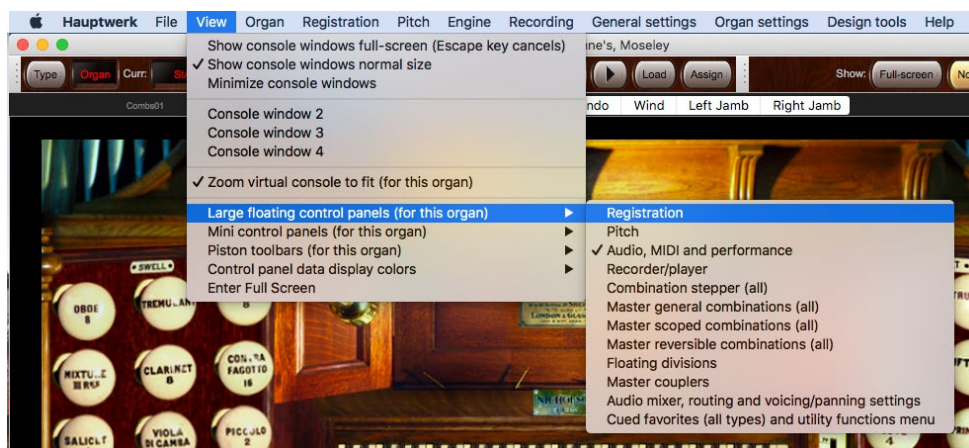 Hauptwerk File View Organ Registration Pitch Engine Recording General settings Organ settings Design tools Help
ne's, Moseley
Type Organ Curr: Load Assign Show: Full-screen
Combs01 Wind Left Jamb Right Jamb
Show console windows full-screen (Escape key cancels)
✓ Show console windows normal size
Minimize console windows
Console window 2
Console window 3
Console window 4
✓ Zoom virtual console to fit (for this organ)
Large floating control panels (for this organ)
Mini control panels (for this organ)
Piston toolbars (for this organ)
Control panel data display colors
Enter Full Screen
Registration
Pitch
✓ Audio, MIDI and performance
Recorder/player
Combination stepper (all)
Master general combinations (all)
Master scoped combinations (all)
Master reversible combinations (all)
Floating divisions
Master couplers
Audio mixer, routing and voicing/panning settings
Cued favorites (all types) and utility functions menu
•SWELL•
OBOE
8
8
CLARINET
8
CONTRA
FAGOTTO
16
VIOLA
DI GAMBA
PICCOLO
2
4